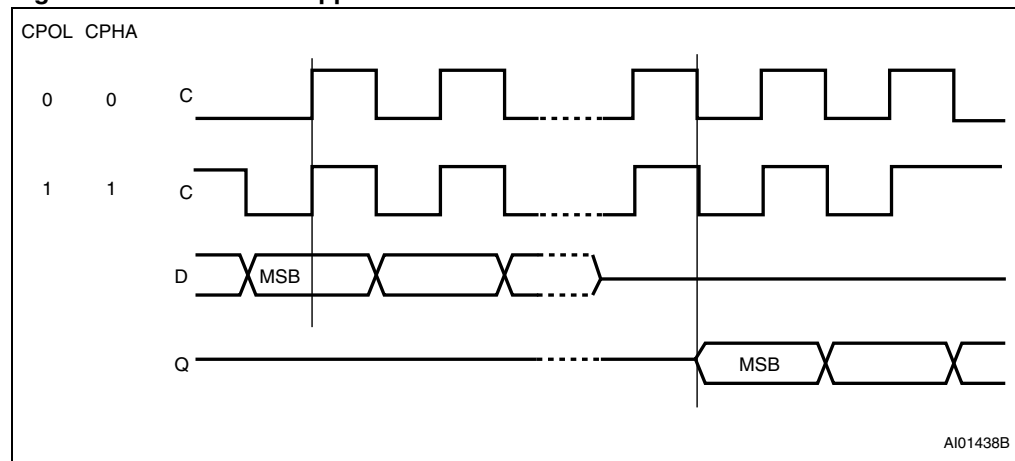 CPOL CPHA
0 0 C
1 1 C
D MSB
Q MSB
AI01438B